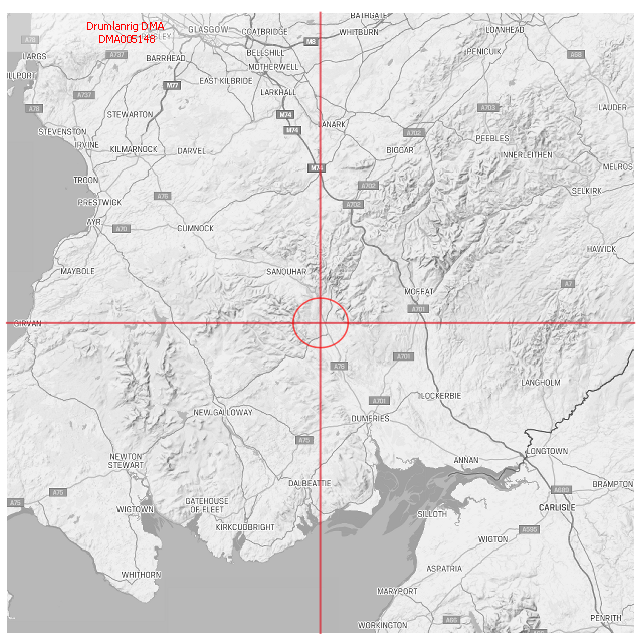 BATHGATE
LOANHEAD
Drumlanrig DMA
A78
GLASGOW
COATBRIDGE
WHITBURN
DMA005148
M8
LARGS
A737
BARRHEAD
BELLSHILL
PENICUIK
A68
MOTHERWELL
EAST KILBRIDE
M77
LARKHALL
A737
A78
STEWARTON
M74
A703
LAUDER
STEVENSTON
M74
A702
PEEBLES
IRVINE
KILMARNOCK
DARVEL
BIGGAR
INNERLEITHEN
M74
MELROS
TROON
A702
SELKIRK
PRESTWICK
A76
A702
AYR
A70
CUMNOCK
HAWICK
MAYBOLE
SANQUHAR
A7
MOFFAT
A701
GIRVAN
A701
A76
LANGHOLM
LOCKERBIE
A701
NEW GALLOWAY
DUMFRIES
A75
LONGTOWN
NEWTON
STEWART
ANNAN
DALBEATTIE
BRAMPTON
A75
A75
A689
GATEHOUSE
OF FLEET
WIGTOWN
CARLISLE
SILLOTH
KIRKCUDBRIGHT
A595
WIGTON
ASPATRIA
WHITHORN
MARYPORT
PENRITH
WORKINGTON
A66